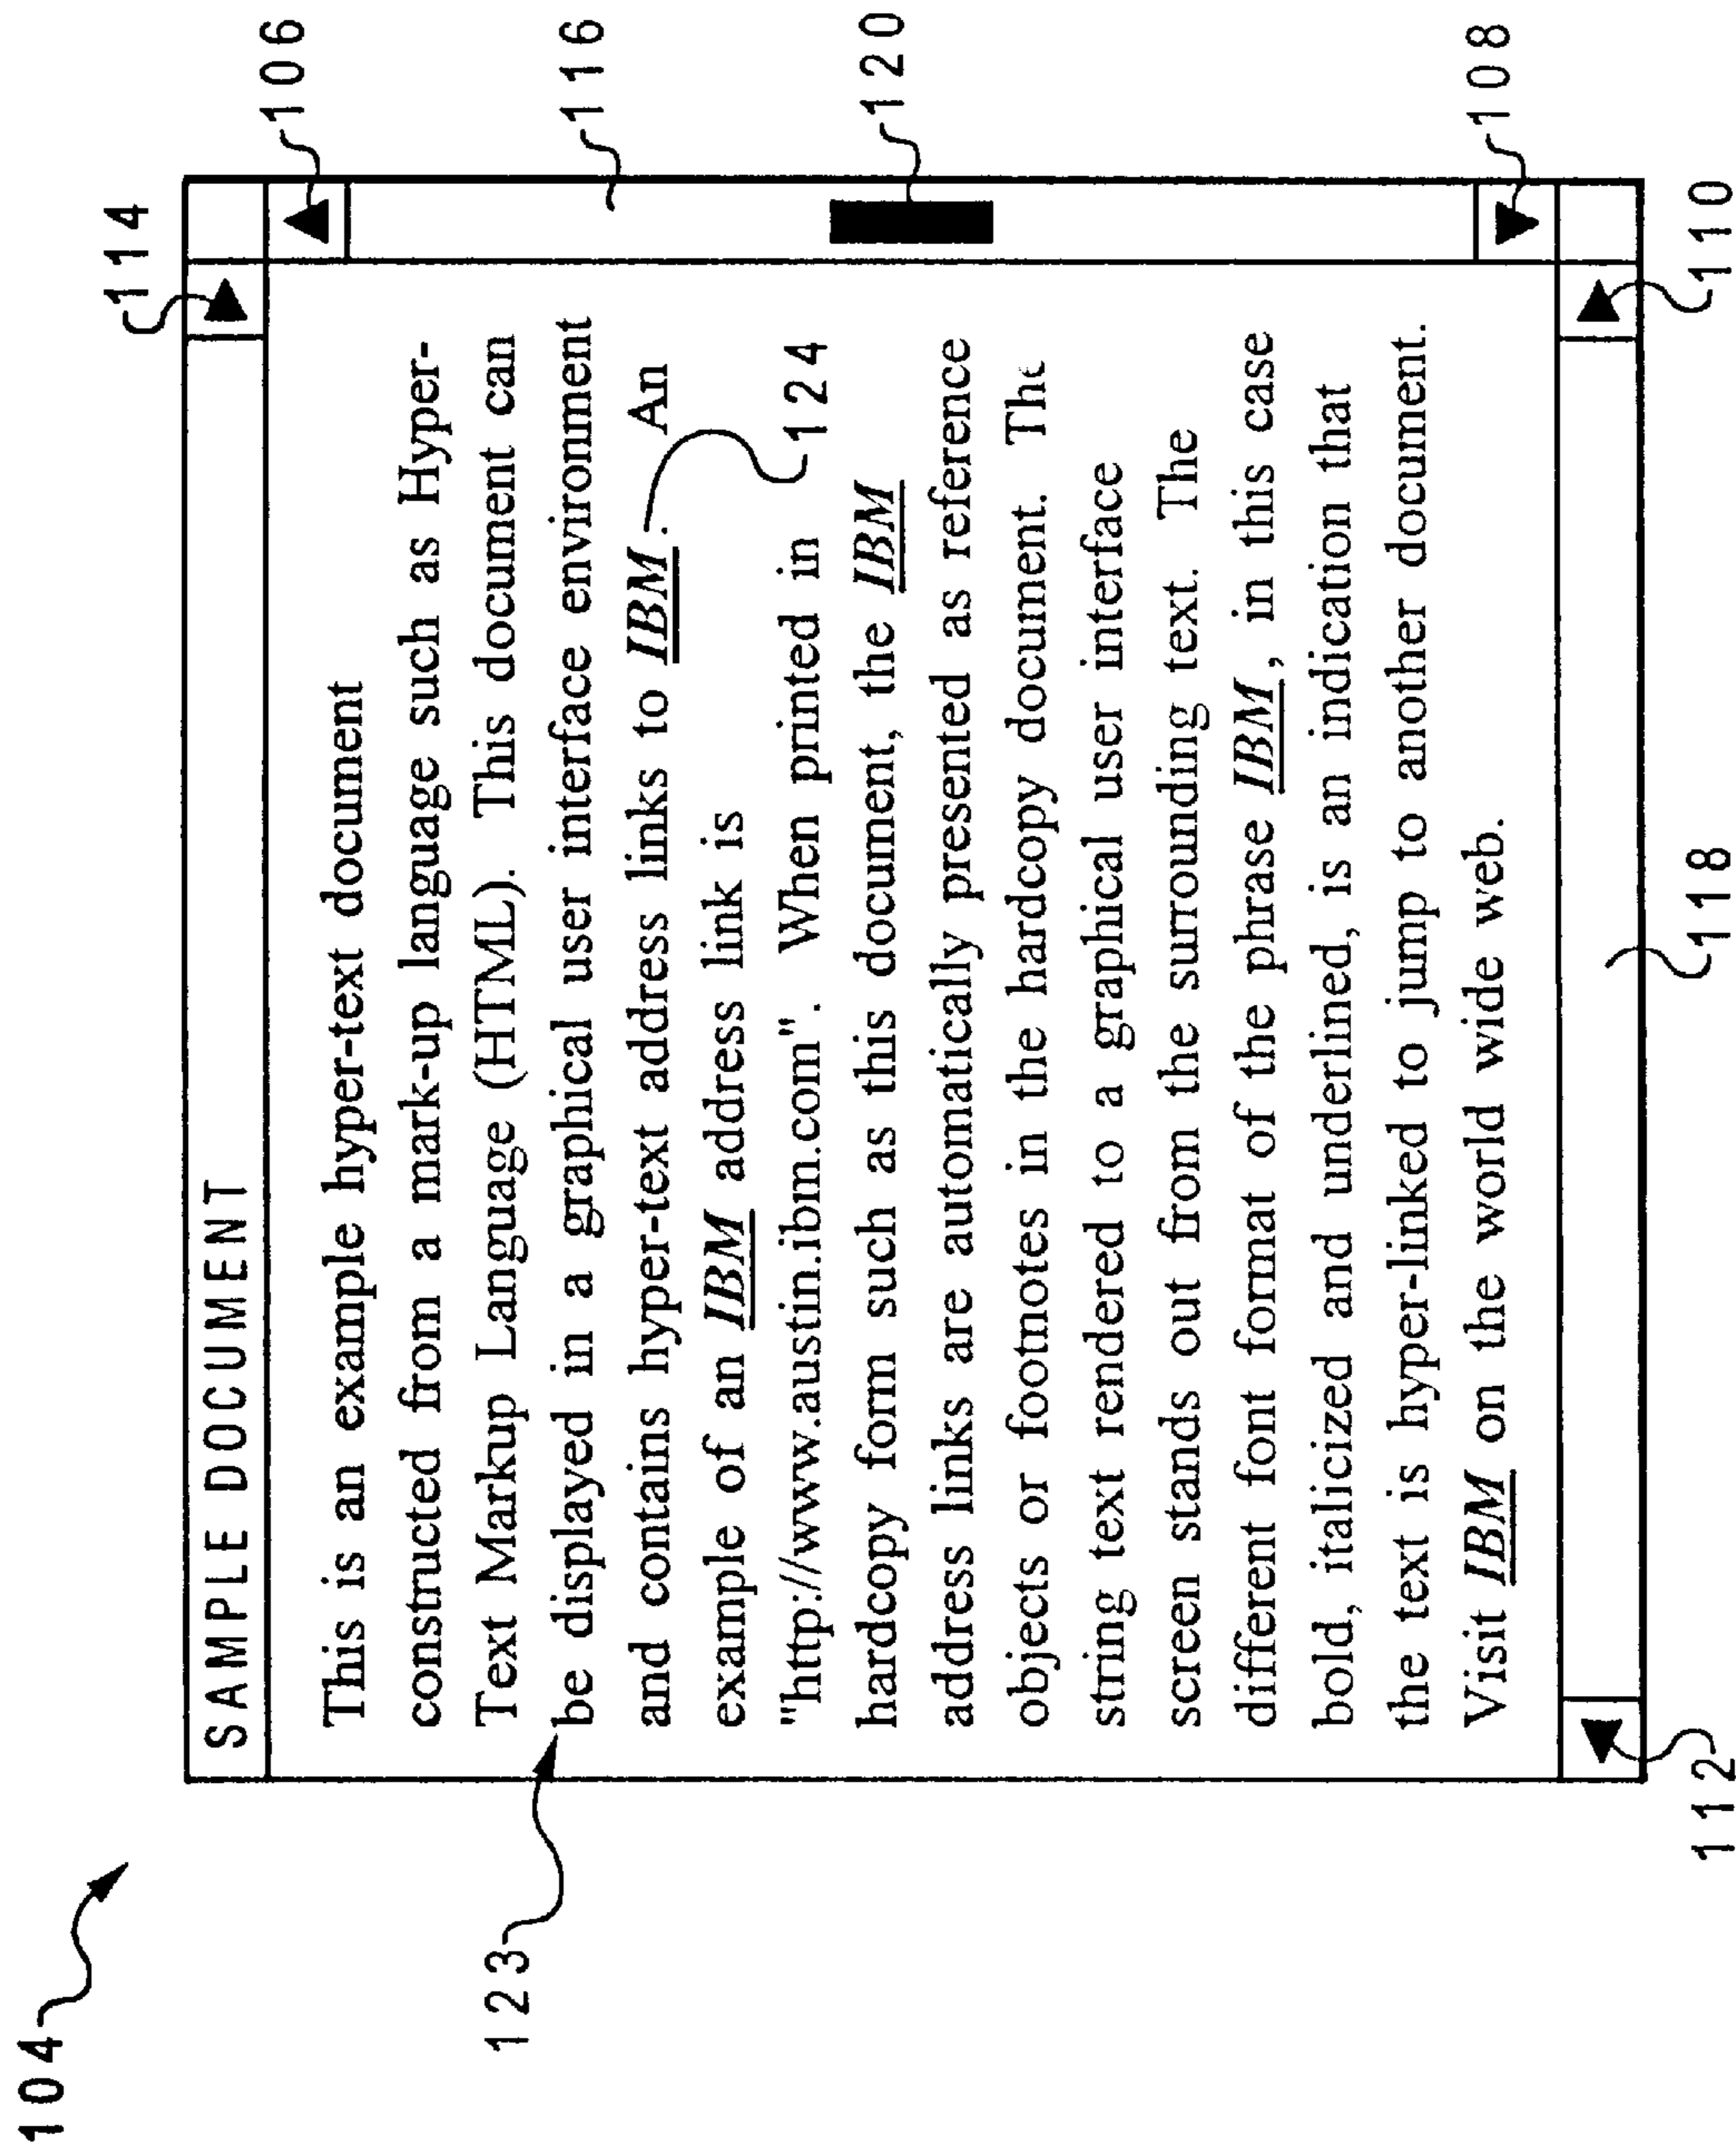 104
114
SAMPLE DOCUMENT
106
This is an example hyper-text document
constructed from a mark-up language such as Hyper-
Text Markup Language (HTML). This document can
123
be displayed in a graphical user interface environment
116
and contains hyper-text address links to IBM. An
example of an IBM address link is
124
"http://www.austin.ibm.com". When printed in
hardcopy form such as this document, the IBM
120
address links are automatically presented as reference
objects or footnotes in the hardcopy document. The
string text rendered to a graphical user interface
screen stands out from the surrounding text. The
different font format of the phrase IBM, in this case
bold, italicized and underlined, is an indication that
the text is hyper-linked to jump to another document.
Visit IBM on the world wide web.
108
112
118
110